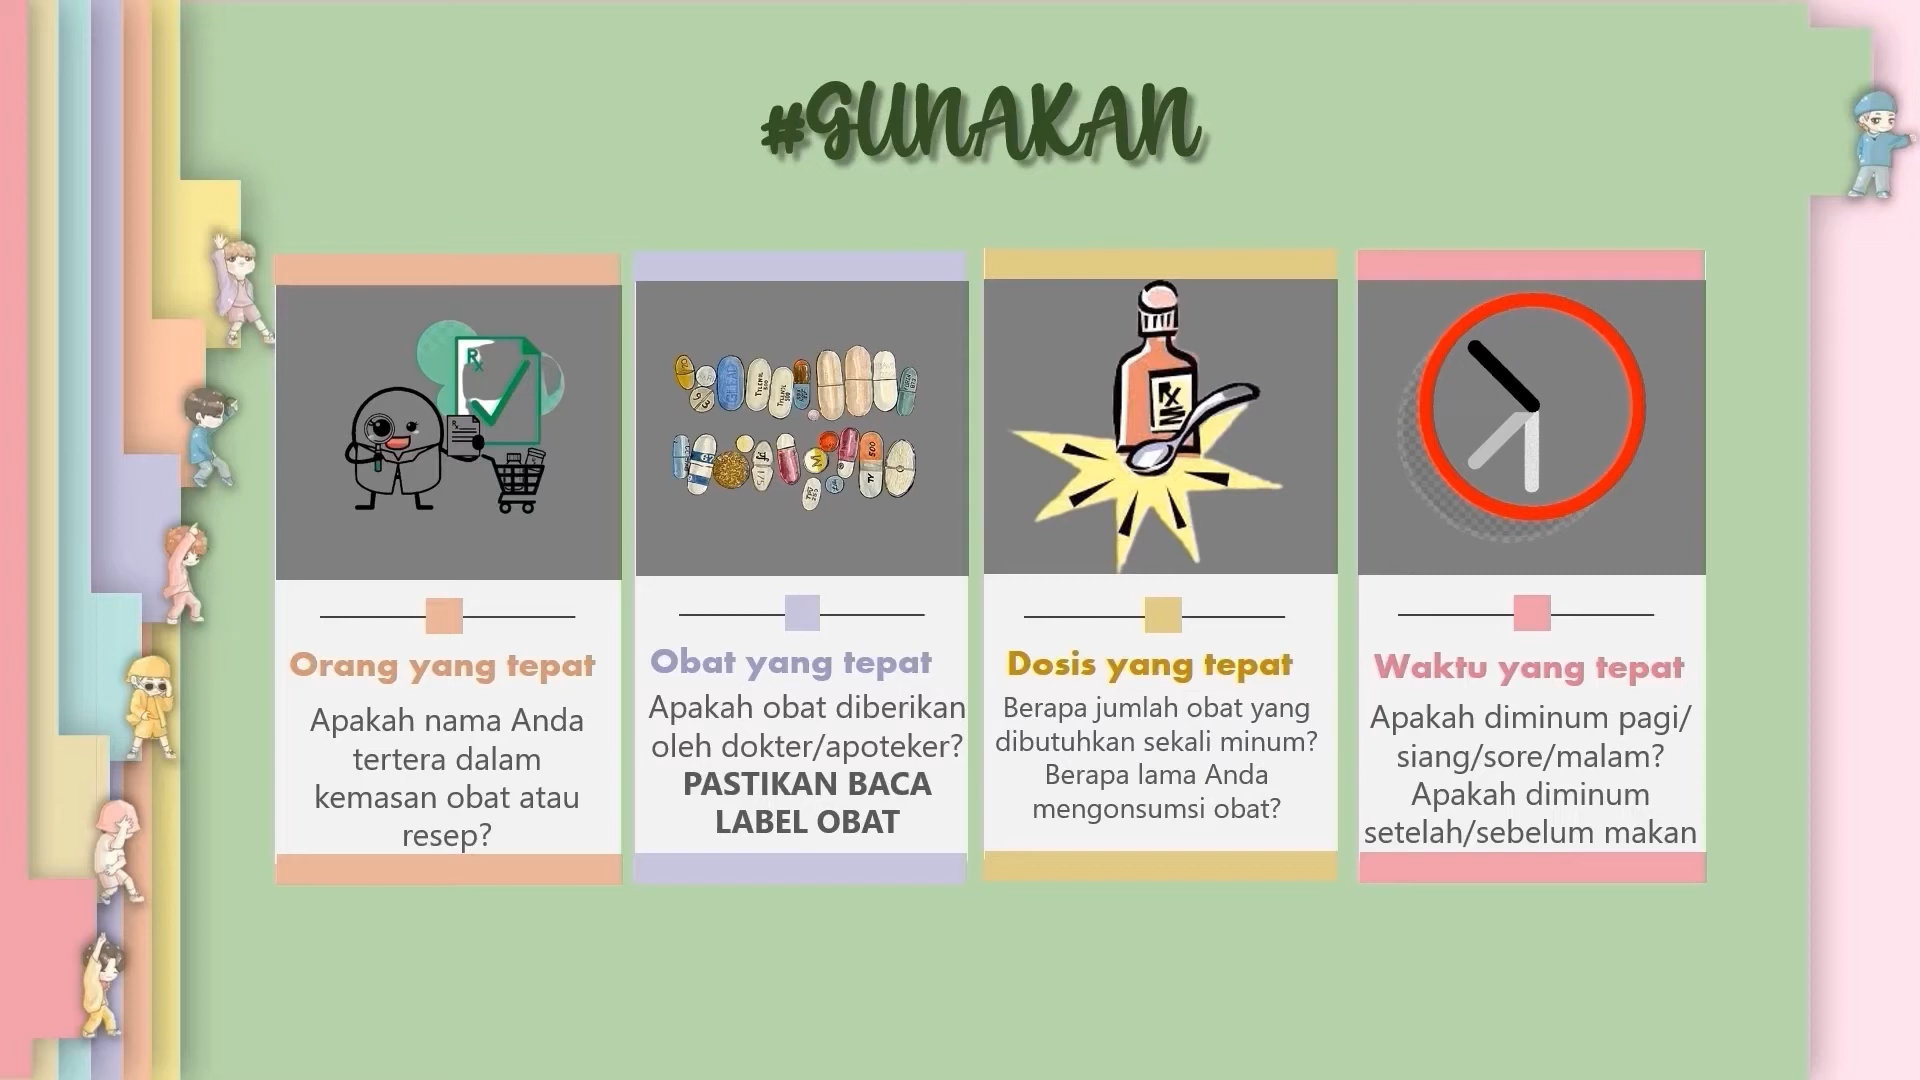 #GUNAKAN
Orang yang tepat
Apakah nama Anda
tertera dalam
kemasan obat atau
resep?
Obat yang tepat
Apakah obat diberikan
oleh dokter/apoteker?
PASTIKAN BACA
LABEL OBAT
Dosis yang tepat
Berapa jumlah obat yang
dibutuhkan sekali minum?
Berapa lama Anda
mengonsumsi obat?
Waktu yang tepat
Apakah diminum pagi/
siang/sore/malam?
Apakah diminum
setelah/sebelum makan